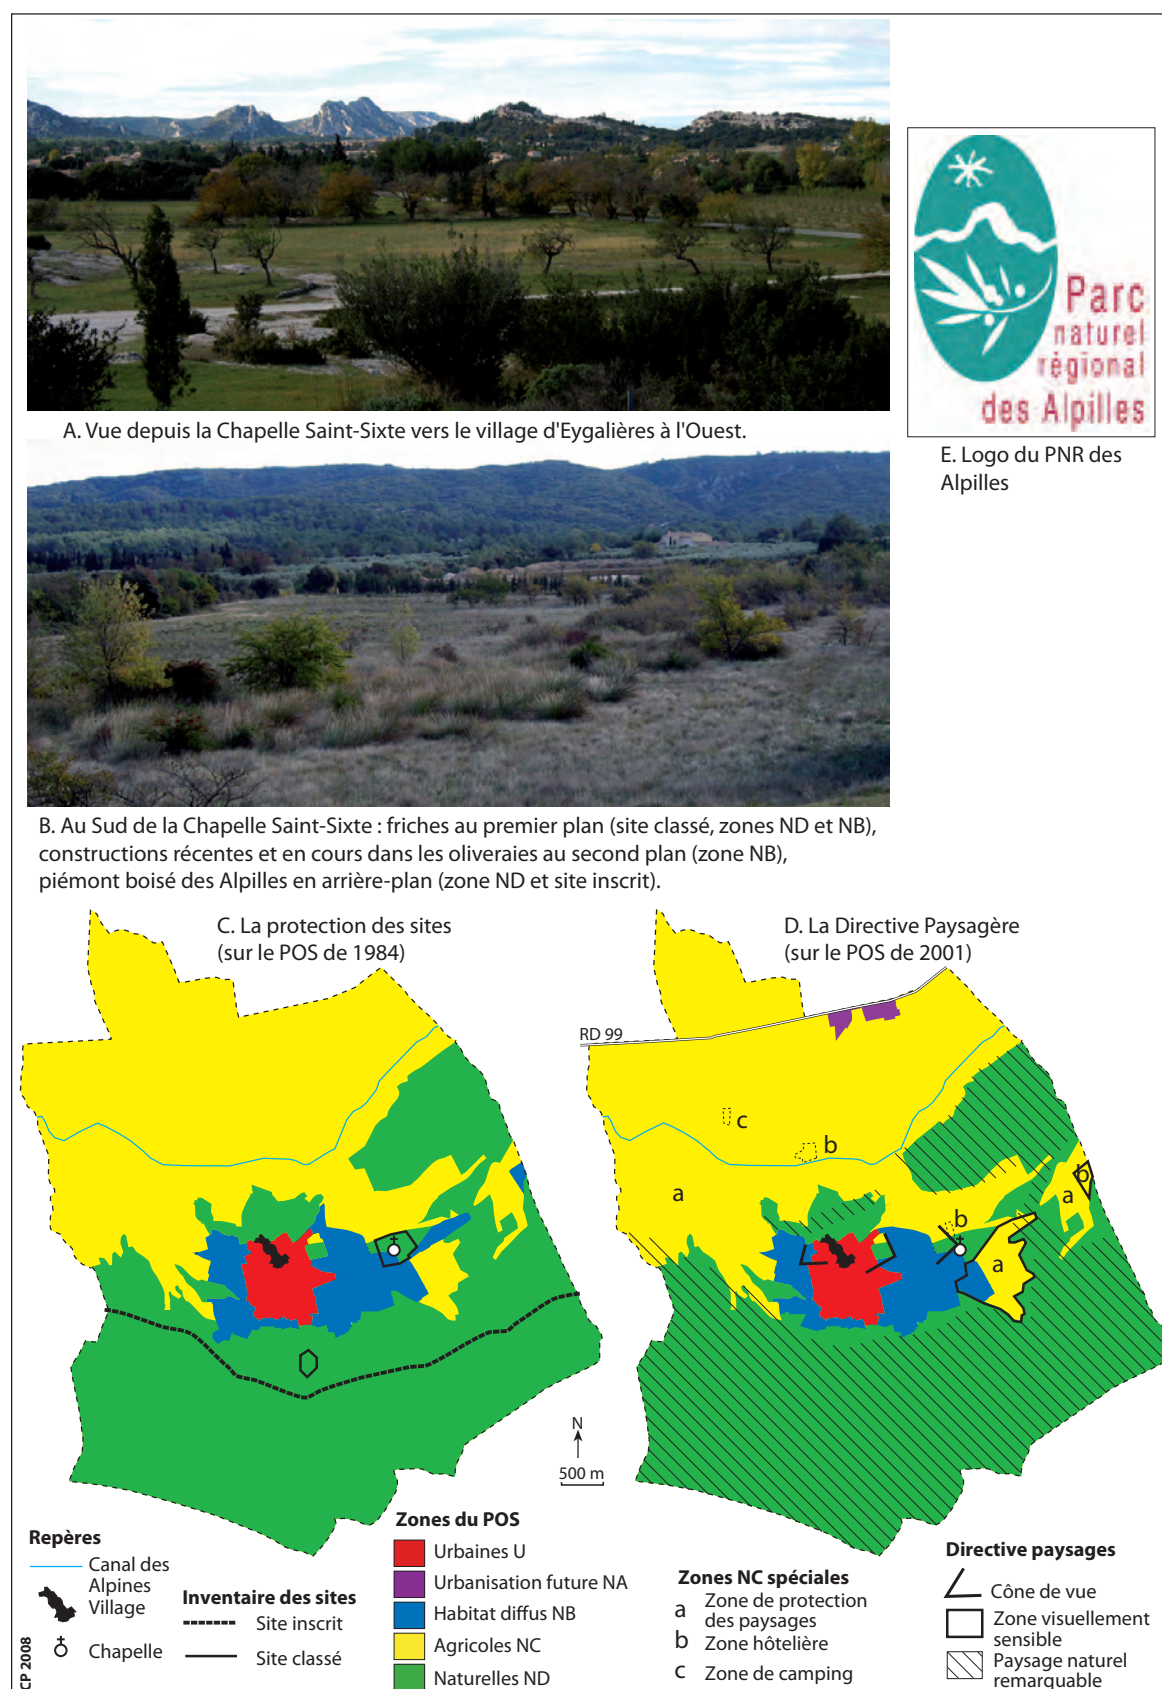 A. Vue depuis la Chapelle Saint-Sixte vers le village d'Eygalières à l'Ouest.
Parc
naturel
régional
des Alpilles
E. Logo du PNR des
Alpilles
B. Au Sud de la Chapelle Saint-Sixte : friches au premier plan (site classé, zones ND et NB),
constructions récentes et en cours dans les oliveraies au second plan (zone NB),
piémont boisé des Alpilles en arrière-plan (zone ND et site inscrit).
C. La protection des sites
(sur le POS de 1984)
D. La Directive Paysagère
(sur le POS de 2001)
RD 99
c
b
a
b
a
b
a
N
500 m
Repères
Canal des
Alpines
Village
Chapelle
Inventaire des sites
Site inscrit
Site classé
Zones du POS
Urbaines U
Urbanisation future NA
Habitat diffus NB
Agricoles NC
Naturelles ND
Zones NC spéciales
a Zone de protection
des paysages
b Zone hôtelière
c Zone de camping
Directive paysages
Cône de vue
Zone visuellement
sensible
Paysage naturel
remarquable
CP 2008